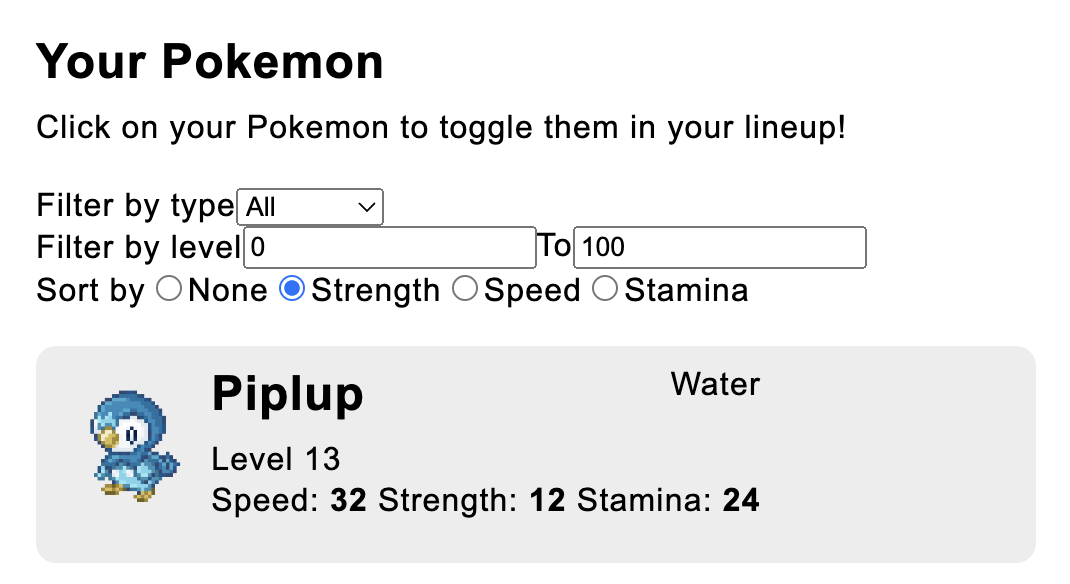 Your Pokemon
Click on your Pokemon to toggle them in your lineup!
Filter by type All
Filter by level 0 To 100
Sort by None Strength Speed Stamina
Piplup Water
Level 13
Speed: 32 Strength: 12 Stamina: 24